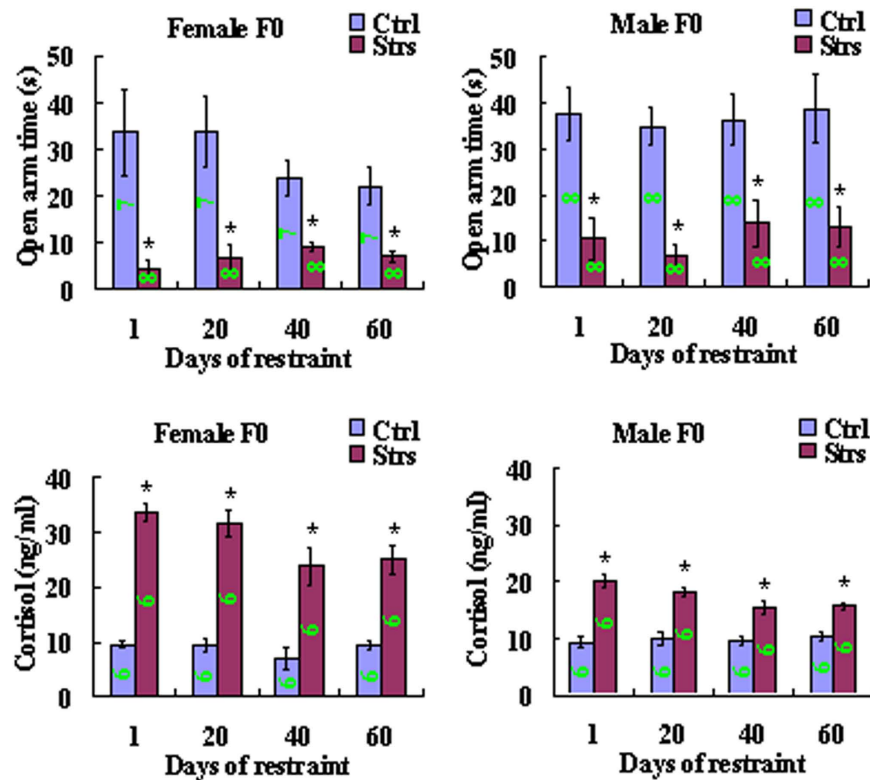 Female F0
Ctrl
Strs
Open arm time (s)
50
40
30
20
10
0
* * * *
7 8 7 8 7 8 7 8
1 20 40 60
Days of restraint
Male F0
Ctrl
Strs
Open arm time (s)
50
40
30
20
10
0
* * * *
8 8 8 8 8 8 8 8
1 20 40 60
Days of restraint
Female F0
Ctrl
Strs
Cortisol (ng/ml)
40
30
20
10
0
* * * *
6 6 6 6 6 6 6 6
1 20 40 60
Days of restraint
Male F0
Ctrl
Strs
Cortisol (ng/ml)
40
30
20
10
0
* * * *
6 6 6 6 6 6 6 6
1 20 40 60
Days of restraint